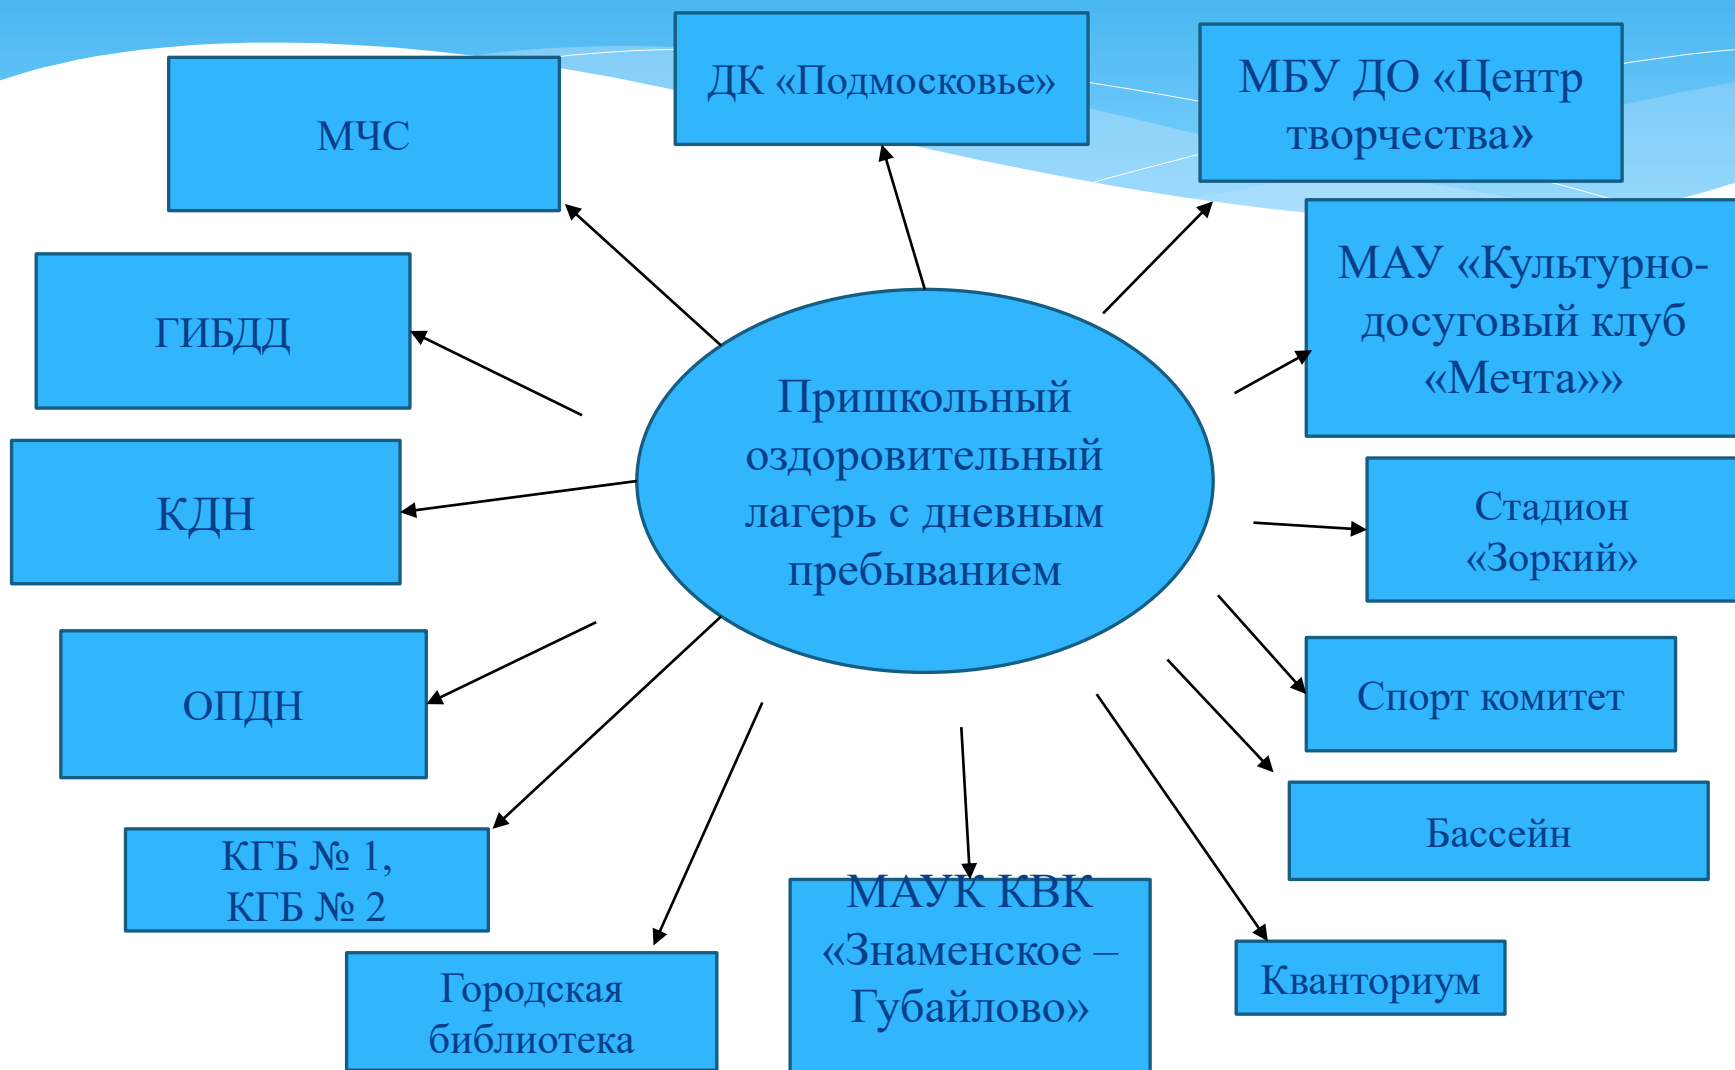 МЧС
ДК «Подмосковье»
МБУ ДО «Центр
творчества»
ГИБДД
МАУ «Культурно-
досуговый клуб
«Мечта»»
Пришкольный
оздоровительный
лагерь с дневным
пребыванием
КДН
Стадион
«Зоркий»
ОПДН
Спорт комитет
Бассейн
КГБ № 1,
КГБ № 2
МАУК КВК
«Знаменское –
Губайлово»
Кванториум
Городская
библиотека